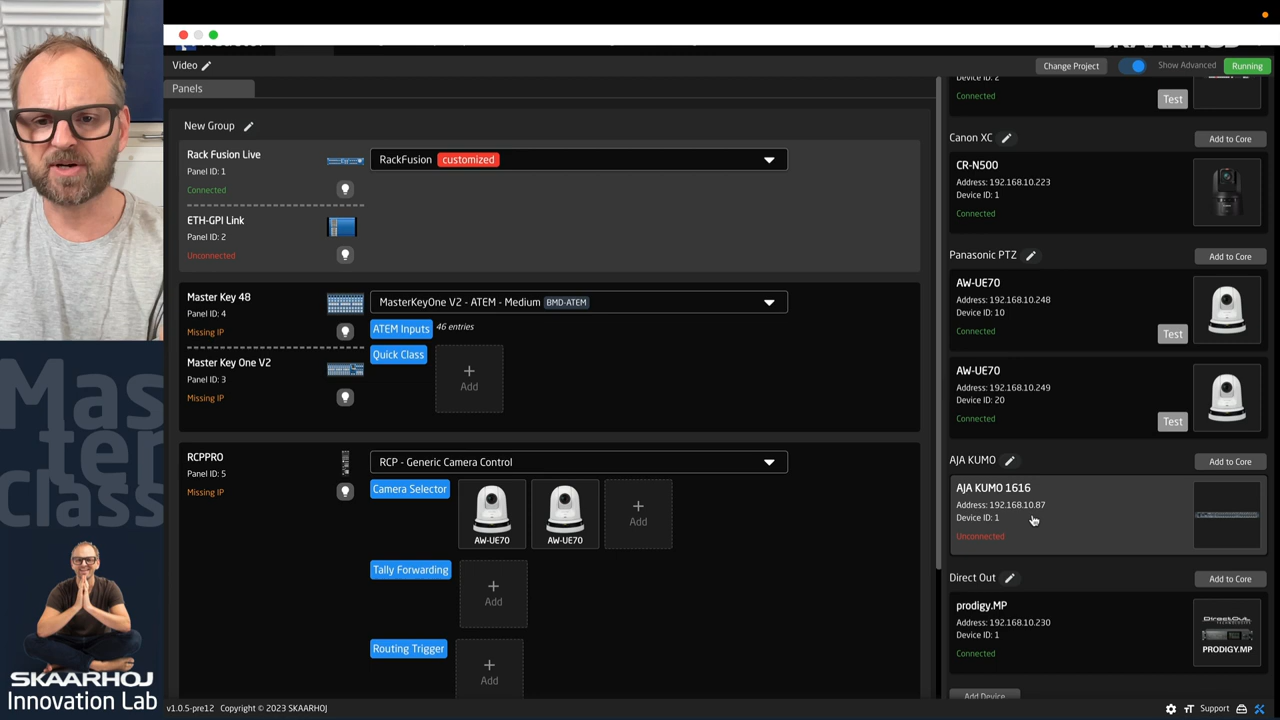 SKAARHOJ
Video
Change Project
Show Advanced
Running
Panels
New Group
Rack Fusion Live
Panel ID: 1
Connected
RackFusion customized
ETH-GPI Link
Panel ID: 2
Unconnected
Master Key 48
Panel ID: 4
Missing IP
MasterKeyOne V2 - ATEM - Medium BMD-ATEM
ATEM Inputs 46 entries
Quick Class
Add
Master Key One V2
Panel ID: 3
Missing IP
RCPPRO
Panel ID: 5
Missing IP
RCP - Generic Camera Control
Camera Selector
AW-UE70
AW-UE70
Add
Tally Forwarding
Add
Routing Trigger
Add
Device ID: 2
Connected
Test
Canon XC
Add to Core
CR-N500
Address: 192.168.10.223
Device ID: 1
Connected
Panasonic PTZ
Add to Core
AW-UE70
Address: 192.168.10.248
Device ID: 10
Connected
Test
AW-UE70
Address: 192.168.10.249
Device ID: 20
Connected
Test
AJA KUMO
Add to Core
AJA KUMO 1616
Address: 192.168.10.87
Device ID: 1
Unconnected
Direct Out
Add to Core
prodigy.MP
Address: 192.168.10.230
Device ID: 1
Connected
DirectOut
PRODIGY.MP
Add Device
v1.0.5-pre12 Copyright © 2023 SKAARHOJ
Support
Mas
ter
Class
SKAARHOJ
Innovation Lab